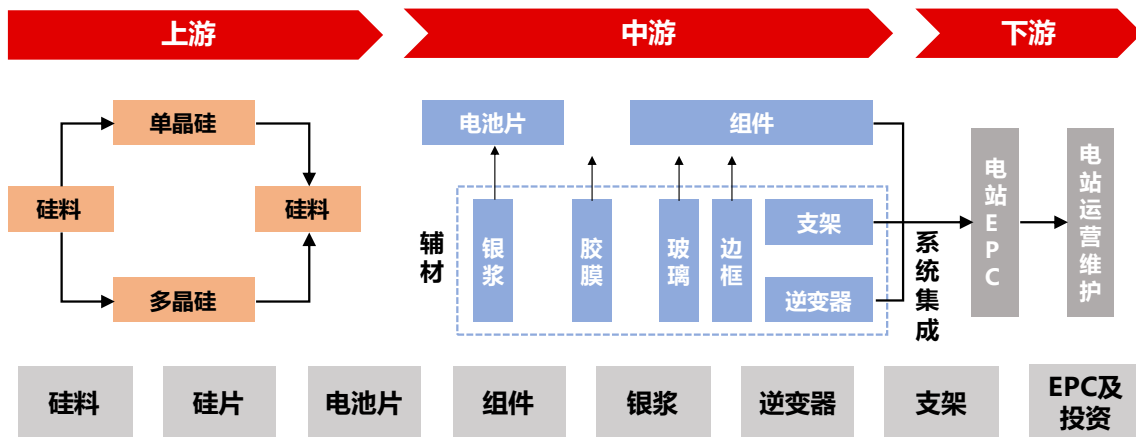 上游
中游
下游
单晶硅
硅料
硅料
多晶硅
电池片
组件
辅材
银浆
胶膜
玻璃
边框
支架
逆变器
系统集成
电站EPC
电站运营维护
硅料
硅片
电池片
组件
银浆
逆变器
支架
EPC及
投资